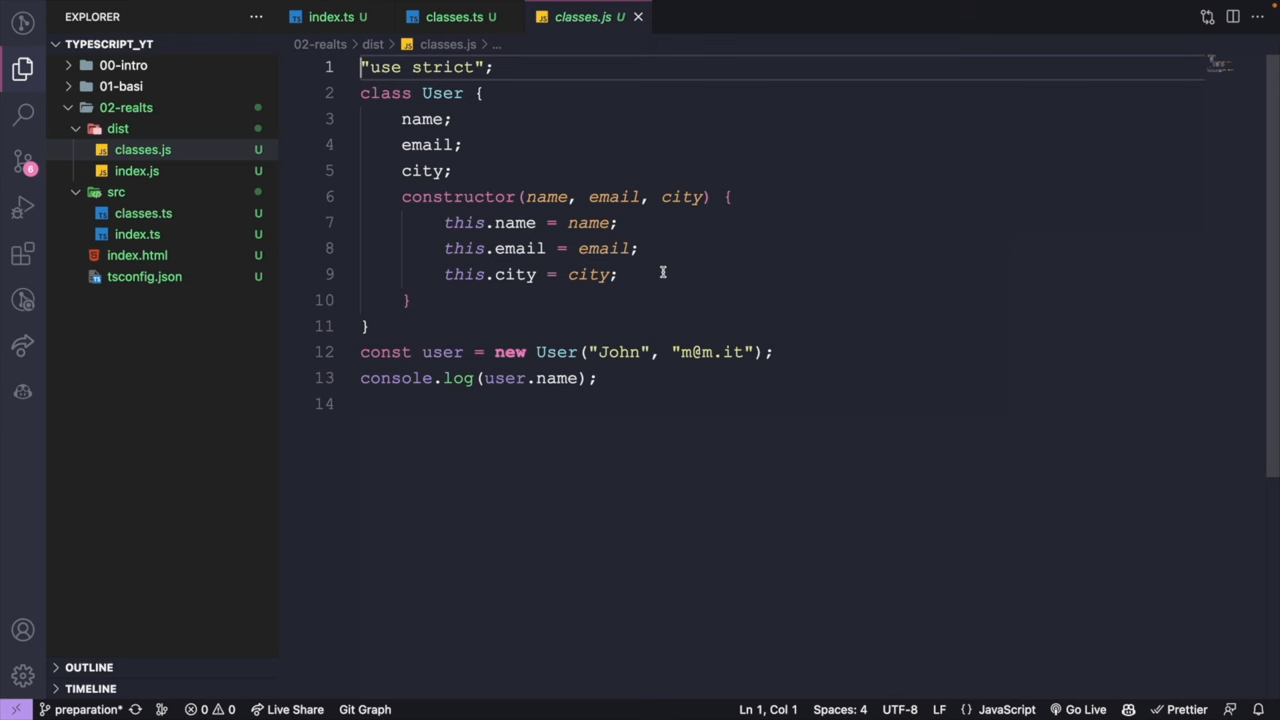 EXPLORER
TYPESCRIPT_YT
00-intro
01-basi
02-realts
dist
classes.js U
index.js U
src
classes.ts U
index.ts U
index.html U
tsconfig.json U
OUTLINE
TIMELINE
TS index.ts U
TS classes.ts U
JS classes.js U
02-realts > dist > JS classes.js > ...
1 "use strict";
2 class User {
3 name;
4 email;
5 city;
6 constructor(name, email, city) {
7 this.name = name;
8 this.email = email;
9 this.city = city;
10 }
11 }
12 const user = new User("John", "m@m.it");
13 console.log(user.name);
14
6
preparation* 0 0 Live Share Git Graph Ln 1, Col 1 Spaces: 4 UTF-8 LF {} JavaScript Go Live Prettier